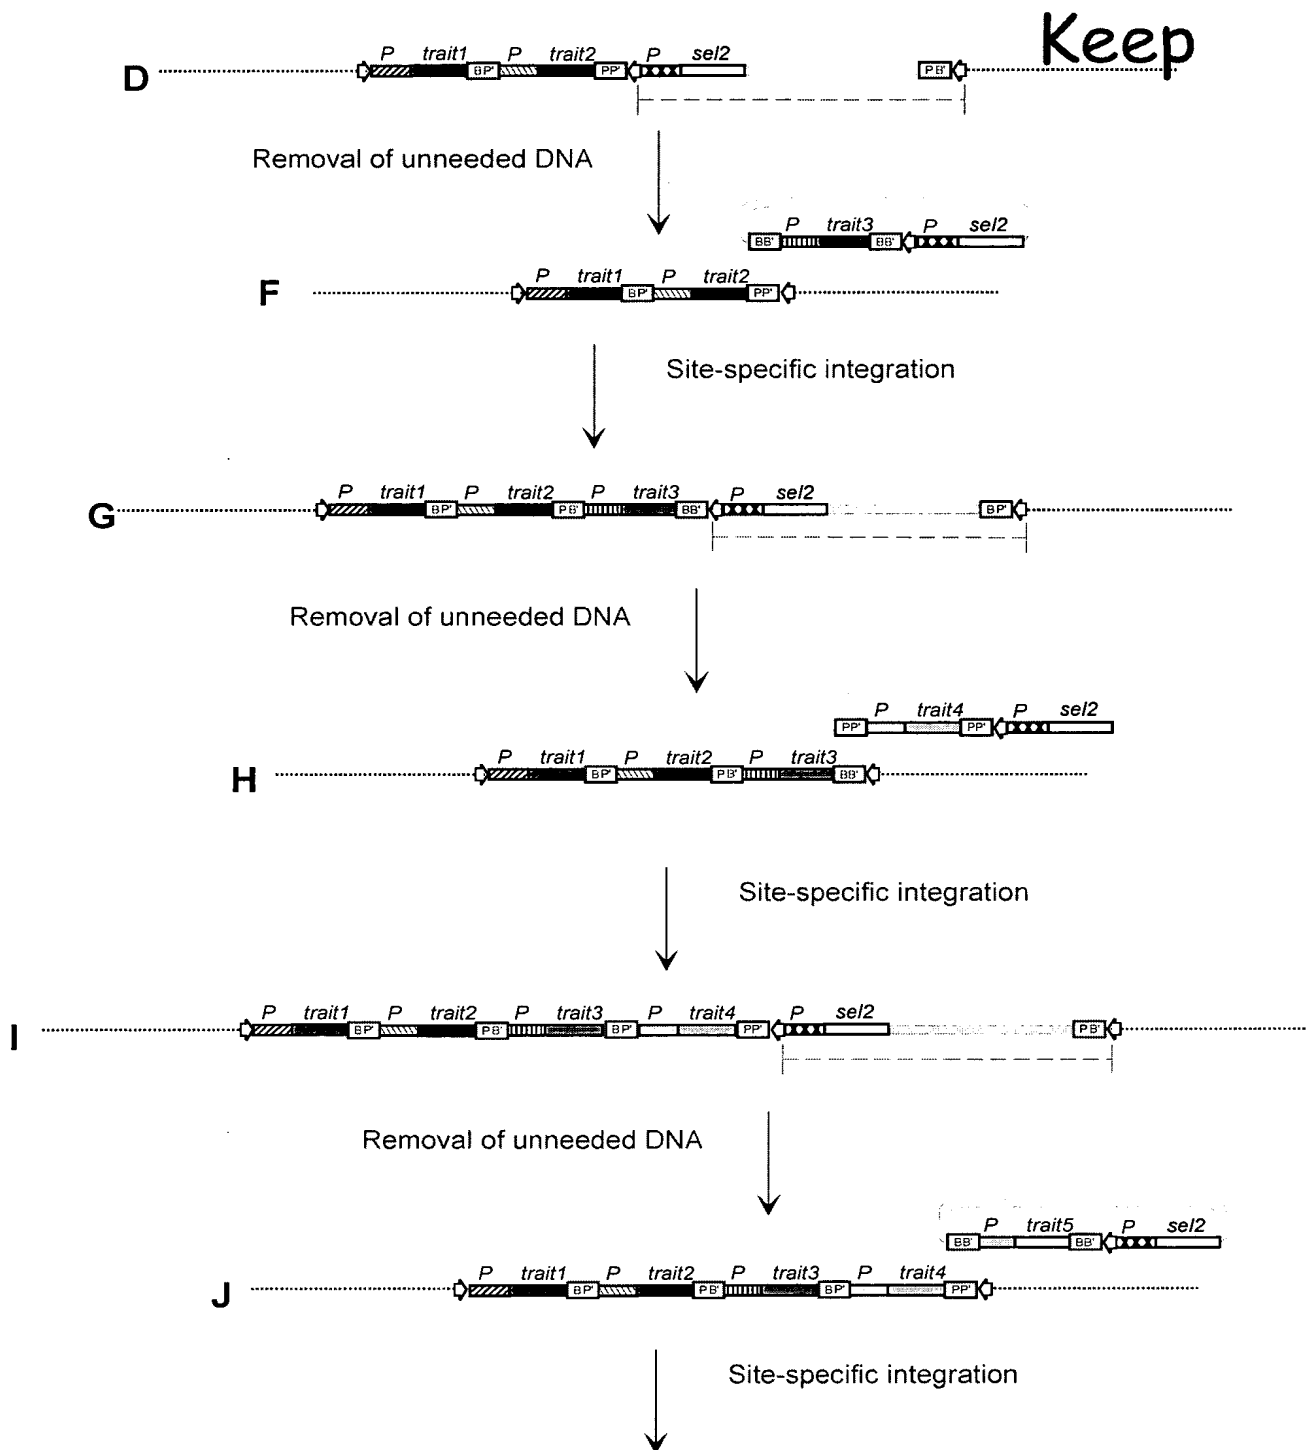 Keep
P trait1 P trait2 P sel2
D BP' PP' PB'
Removal of unneeded DNA
P trait3 P sel2
BB' BB'
P trait1 P trait2
F BP' PP'
Site-specific integration
P trait1 P trait2 P trait3 P sel2
G BP' PB' BB' BP'
Removal of unneeded DNA
P trait4 P sel2
PP' PP'
P trait1 P trait2 P trait3
H BP' PB' BB'
Site-specific integration
P trait1 P trait2 P trait3 P trait4 P sel2
I BP' PB' BP' PP' PB'
Removal of unneeded DNA
P trait5 P sel2
BB' BB'
P trait1 P trait2 P trait3 P trait4
J BP' PB' BP' PP'
Site-specific integration